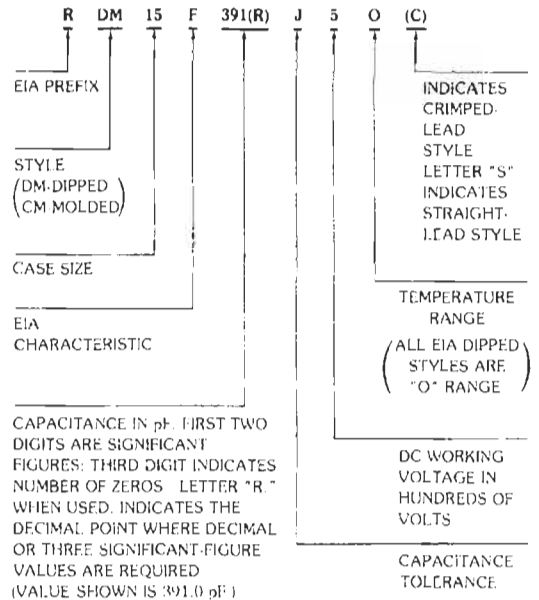 R DM 15 F 391(R) J 5 O (C)
EIA PREFIX
STYLE
(DM-DIPPED
CM MOLDED)
CASE SIZE
EIA
CHARACTERISTIC
CAPACITANCE IN pF. FIRST TWO
DIGITS ARE SIGNIFICANT
FIGURES; THIRD DIGIT INDICATES
NUMBER OF ZEROS LETTER "R."
WHEN USED, INDICATES THE
DECIMAL POINT WHERE DECIMAL
OR THREE SIGNIFICANT-FIGURE
VALUES ARE REQUIRED
(VALUE SHOWN IS 391.0 pF.)
INDICATES
CRIMPED-
LEAD
STYLE
LETTER "S"
INDICATES
STRAIGHT-
LEAD STYLE
TEMPERATURE
RANGE
(ALL EIA DIPPED
STYLES ARE
"O" RANGE)
DC WORKING
VOLTAGE IN
HUNDREDS OF
VOLTS
CAPACITANCE
TOLERANCE